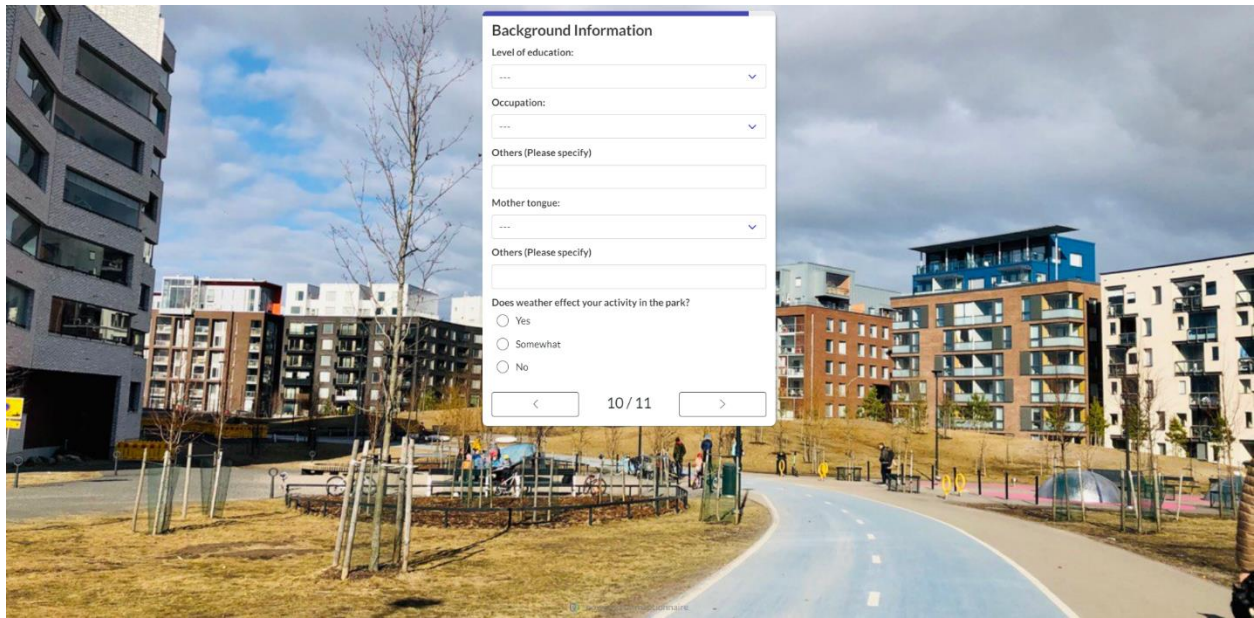 Background Information
Level of education:
---
Occupation:
---
Others (Please specify)
Mother tongue:
---
Others (Please specify)
Does weather effect your activity in the park?
Yes
Somewhat
No
< 10 / 11 >